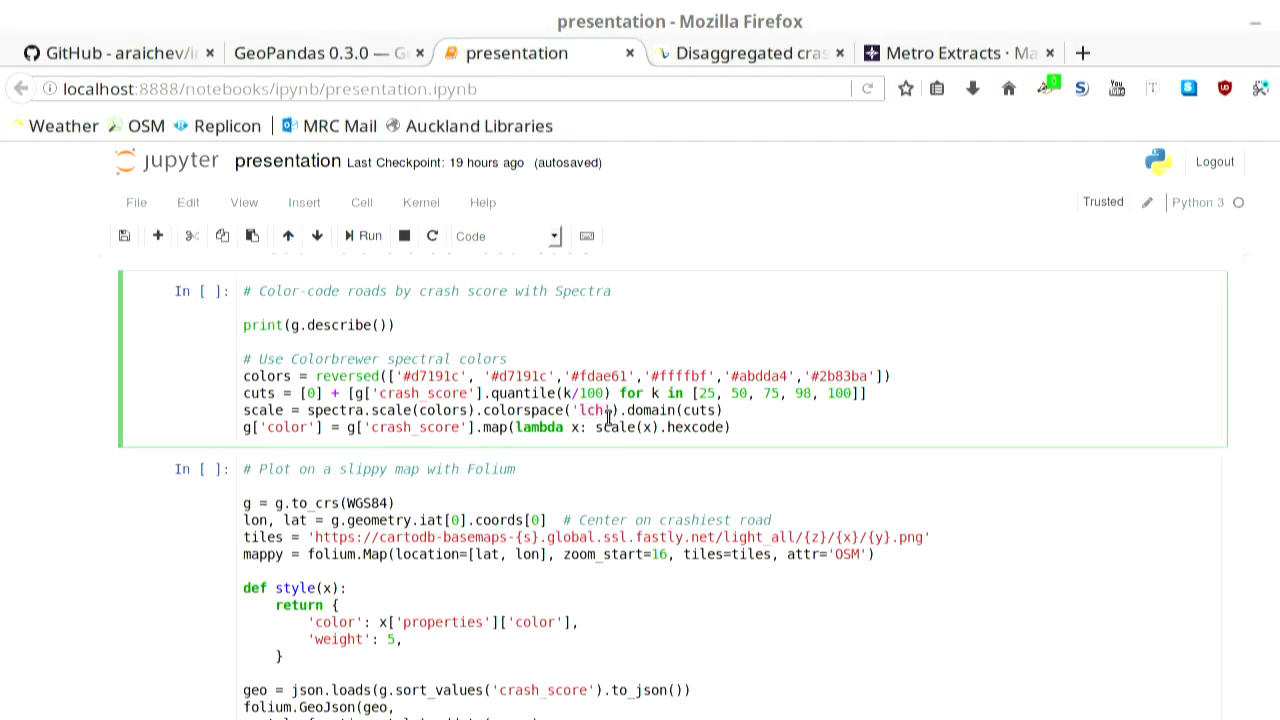 presentation - Mozilla Firefox
GitHub - araichev/i × GeoPandas 0.3.0 — G × presentation × Disaggregated cras × Metro Extracts · Ma × +
localhost:8888/notebooks/ipynb/presentation.ipynb
Weather OSM Replicon MRC Mail Auckland Libraries
jupyter presentation Last Checkpoint: 19 hours ago (autosaved) Logout
File Edit View Insert Cell Kernel Help Trusted Python 3
Run Code
In [ ]: # Color-code roads by crash score with Spectra
print(g.describe())
# Use Colorbrewer spectral colors
colors = reversed(['#d7191c', '#d7191c','#fdae61','#ffffbf','#abdda4','#2b83ba'])
cuts = [0] + [g['crash_score'].quantile(k/100) for k in [25, 50, 75, 98, 100]]
scale = spectra.scale(colors).colorspace('lch').domain(cuts)
g['color'] = g['crash_score'].map(lambda x: scale(x).hexcode)
In [ ]: # Plot on a slippy map with Folium
g = g.to_crs(WGS84)
lon, lat = g.geometry.iat[0].coords[0]  # Center on crashiest road
tiles = 'https://cartodb-basemaps-{s}.global.ssl.fastly.net/light_all/{z}/{x}/{y}.png'
mappy = folium.Map(location=[lat, lon], zoom_start=16, tiles=tiles, attr='OSM')
def style(x):
return {
'color': x['properties']['color'],
'weight': 5,
}
geo = json.loads(g.sort_values('crash_score').to_json())
folium.GeoJson(geo,